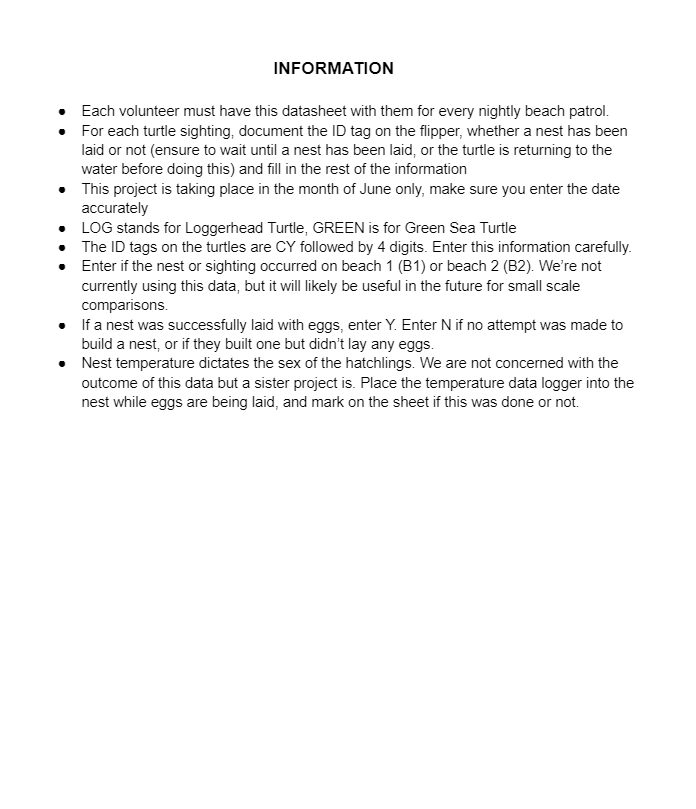 INFORMATION
● Each volunteer must have this datasheet with them for every nightly beach patrol.
● For each turtle sighting, document the ID tag on the flipper, whether a nest has been
laid or not (ensure to wait until a nest has been laid, or the turtle is returning to the
water before doing this) and fill in the rest of the information
● This project is taking place in the month of June only, make sure you enter the date
accurately
● LOG stands for Loggerhead Turtle, GREEN is for Green Sea Turtle
● The ID tags on the turtles are CY followed by 4 digits. Enter this information carefully.
● Enter if the nest or sighting occurred on beach 1 (B1) or beach 2 (B2). We’re not
currently using this data, but it will likely be useful in the future for small scale
comparisons.
● If a nest was successfully laid with eggs, enter Y. Enter N if no attempt was made to
build a nest, or if they built one but didn’t lay any eggs.
● Nest temperature dictates the sex of the hatchlings. We are not concerned with the
outcome of this data but a sister project is. Place the temperature data logger into the
nest while eggs are being laid, and mark on the sheet if this was done or not.